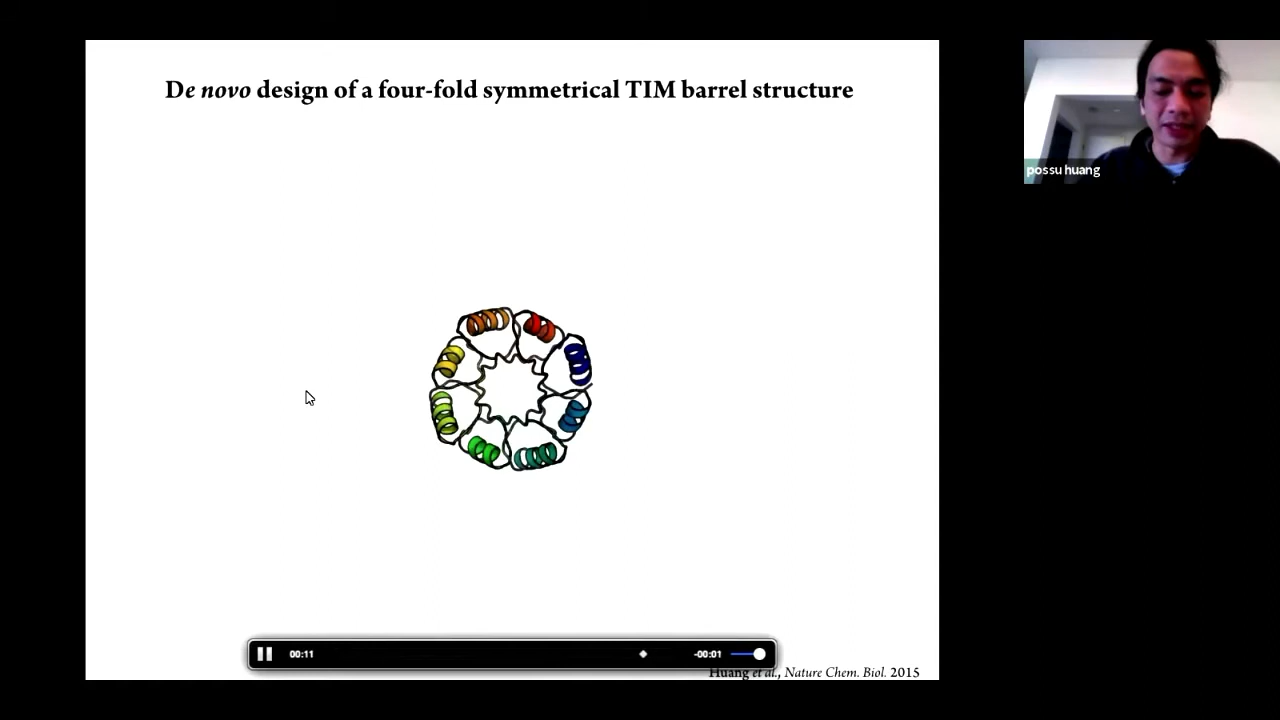 De novo design of a four-fold symmetrical TIM barrel structure
possu huang
00:11
-00:01
Huang et al., Nature Chem. Biol. 2015